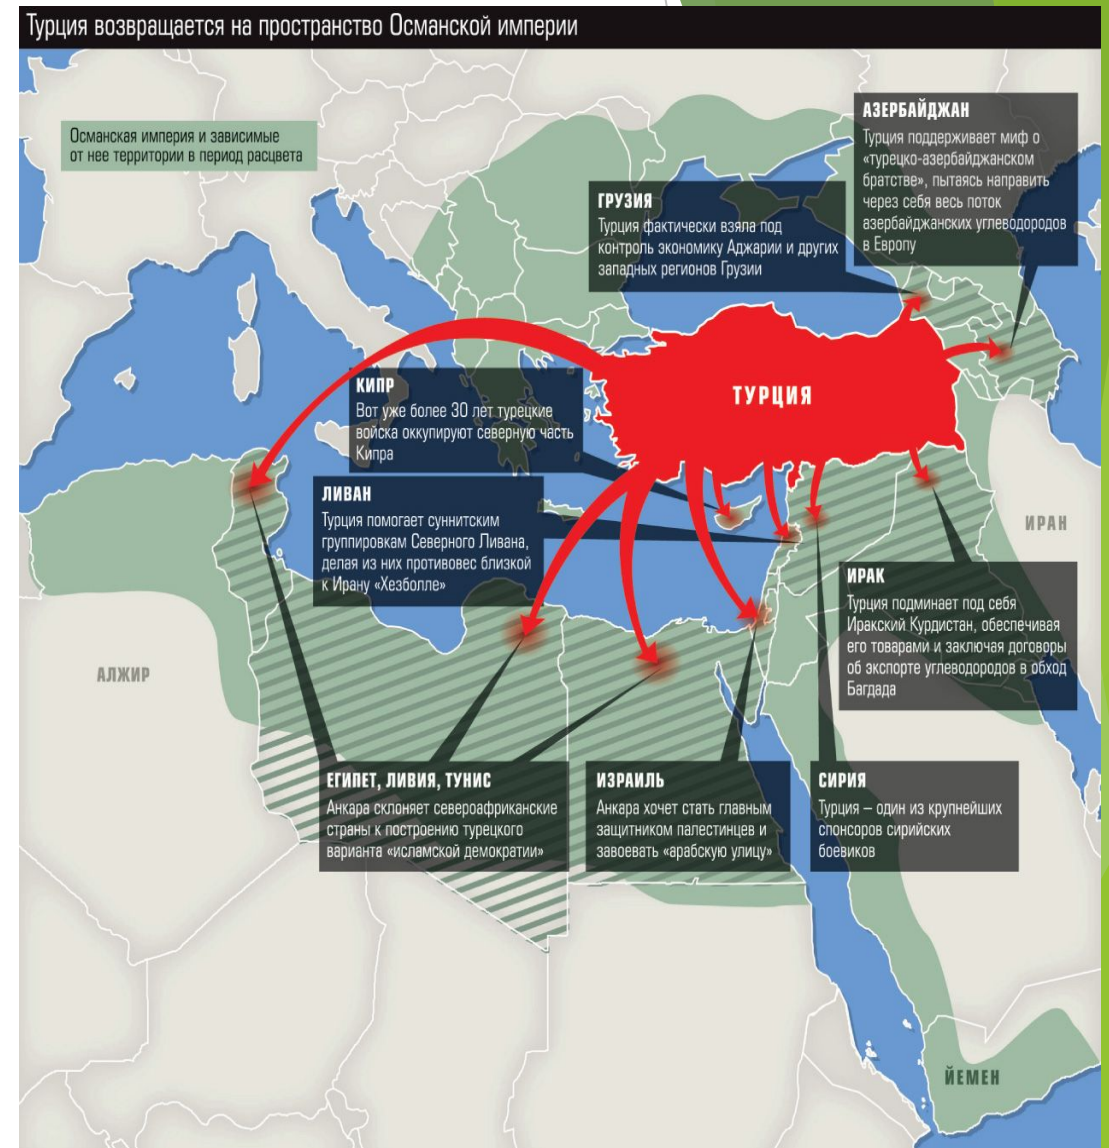 Турция возвращается на пространство Османской империи
Османская империя и зависимые
от нее территории в период расцвета
АЗЕРБАЙДЖАН
Турция поддерживает миф о
«турецко-азербайджанском
братстве», пытаясь направить
через себя весь поток
азербайджанских углеводородов
в Европу
ГРУЗИЯ
Турция фактически взяла под
контроль экономику Аджарии и других
западных регионов Грузии
ТУРЦИЯ
КИПР
Вот уже более 30 лет турецкие
войска оккупируют северную часть
Кипра
ЛИВАН
Турция помогает суннитским
группировкам Северного Ливана,
делая из них противовес близкой
к Ирану «Хезболле»
ИРАН
ИРАК
Турция подминает под себя
Иракский Курдистан, обеспечивая
его товарами и заключая договоры
об экспорте углеводородов в обход
Багдада
АЛЖИР
ЕГИПЕТ, ЛИВИЯ, ТУНИС
Анкара склоняет североафриканские
страны к построению турецкого
варианта «исламской демократии»
ИЗРАИЛЬ
Анкара хочет стать главным
защитником палестинцев и
завоевать «арабскую улицу»
СИРИЯ
Турция – один из крупнейших
спонсоров сирийских
боевиков
ЙЕМЕН